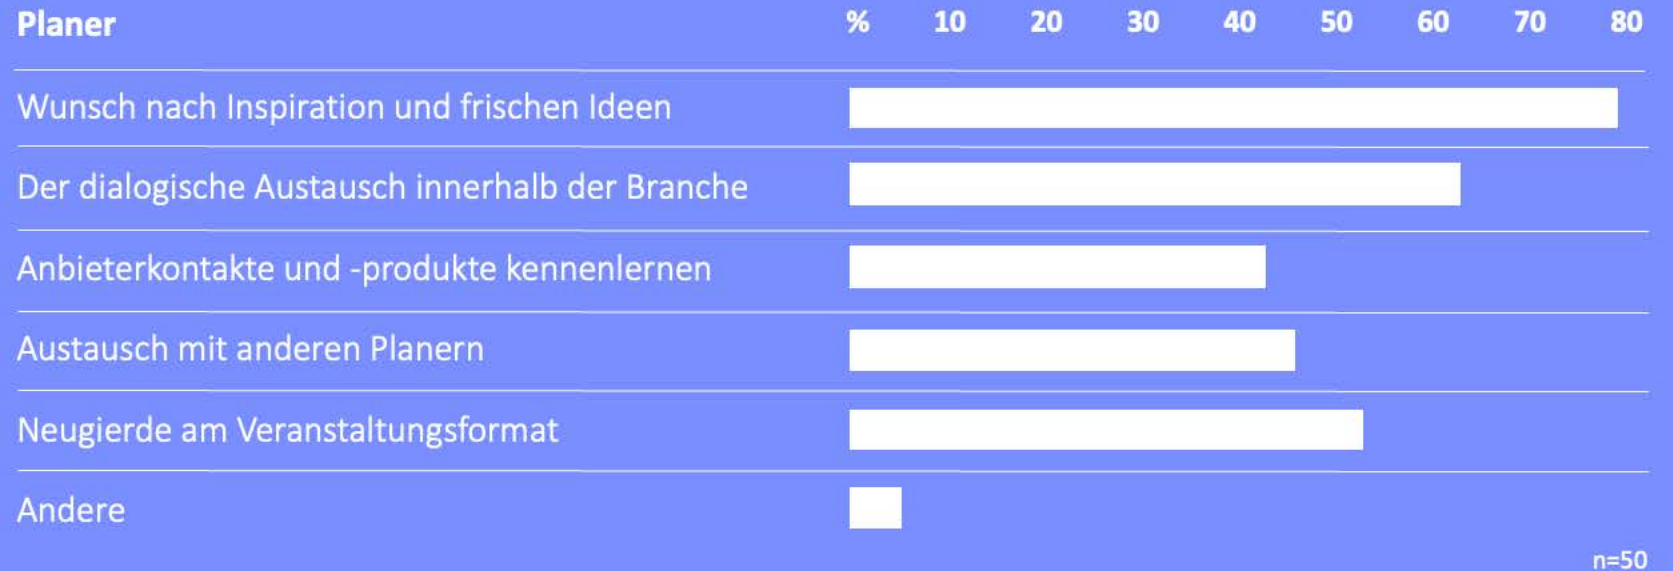 Planer % 10 20 30 40 50 60 70 80
Wunsch nach Inspiration und frischen Ideen
Der dialogische Austausch innerhalb der Branche
Anbieterkontakte und -produkte kennenlernen
Austausch mit anderen Planern
Neugierde am Veranstaltungsformat
Andere
n=50